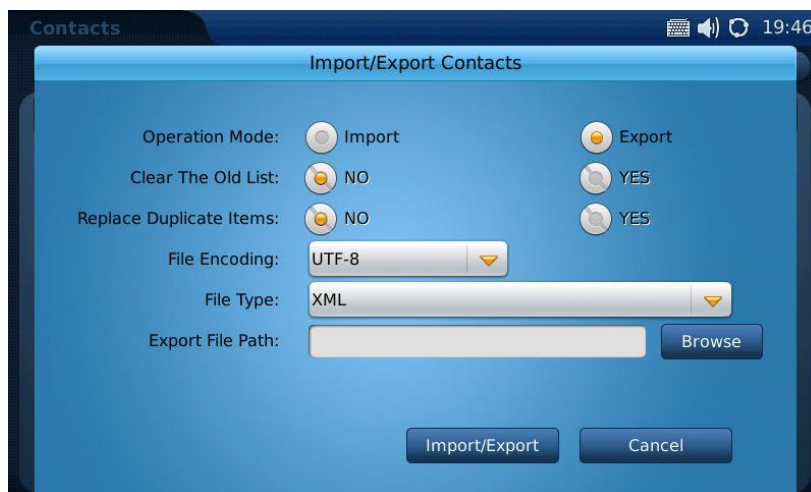 Contacts 19:46
Import/Export Contacts
Operation Mode: Import Export
Clear The Old List: NO YES
Replace Duplicate Items: NO YES
File Encoding: UTF-8
File Type: XML
Export File Path: Browse
Import/Export Cancel